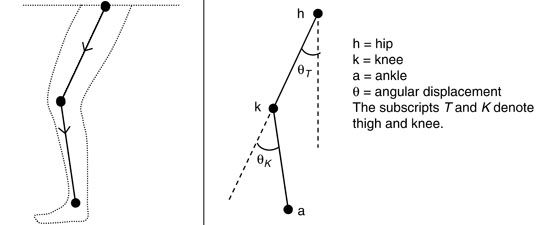 h
θT
k
θK
a
h = hip
k = knee
a = ankle
θ = angular displacement
The subscripts T and K denote
thigh and knee.